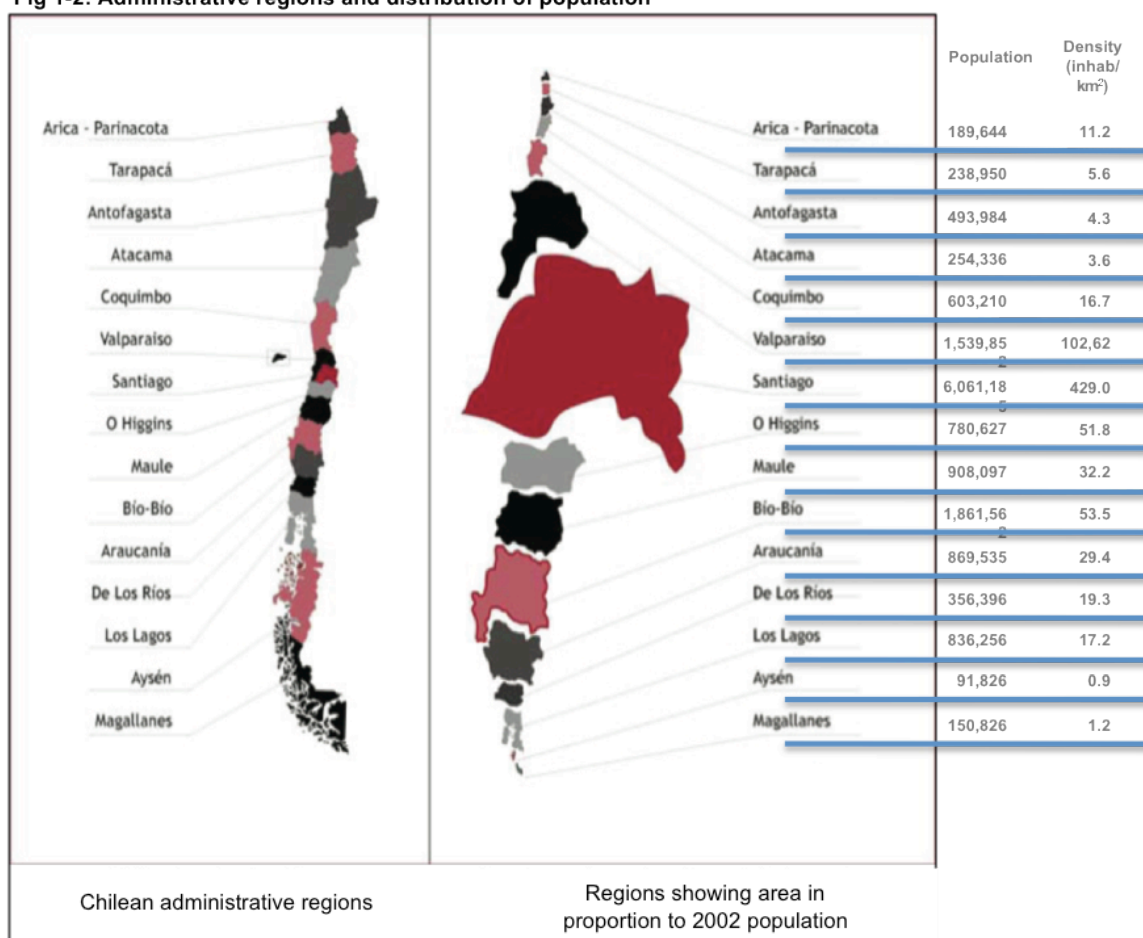 Fig 1-2: Administrative regions and distribution of population
Arica - Parinacota
Tarapacá
Antofagasta
Atacama
Coquimbo
Valparaiso
Santiago
O Higgins
Maule
Bío-Bío
Araucanía
De Los Ríos
Los Lagos
Aysén
Magallanes
Chilean administrative regions
Population Density
(inhab/
km²)
Arica - Parinacota 189,644 11.2
Tarapacá 238,950 5.6
Antofagasta 493,984 4.3
Atacama 254,336 3.6
Coquimbo 603,210 16.7
Valparaiso 1,539,85 102,62
2
Santiago 6,061,18 429.0
5
O Higgins 780,627 51.8
Maule 908,097 32.2
Bío-Bío 1,861,56 53.5
2
Araucanía 869,535 29.4
De Los Ríos 356,396 19.3
Los Lagos 836,256 17.2
Aysén 91,826 0.9
Magallanes 150,826 1.2
Regions showing area in
proportion to 2002 population